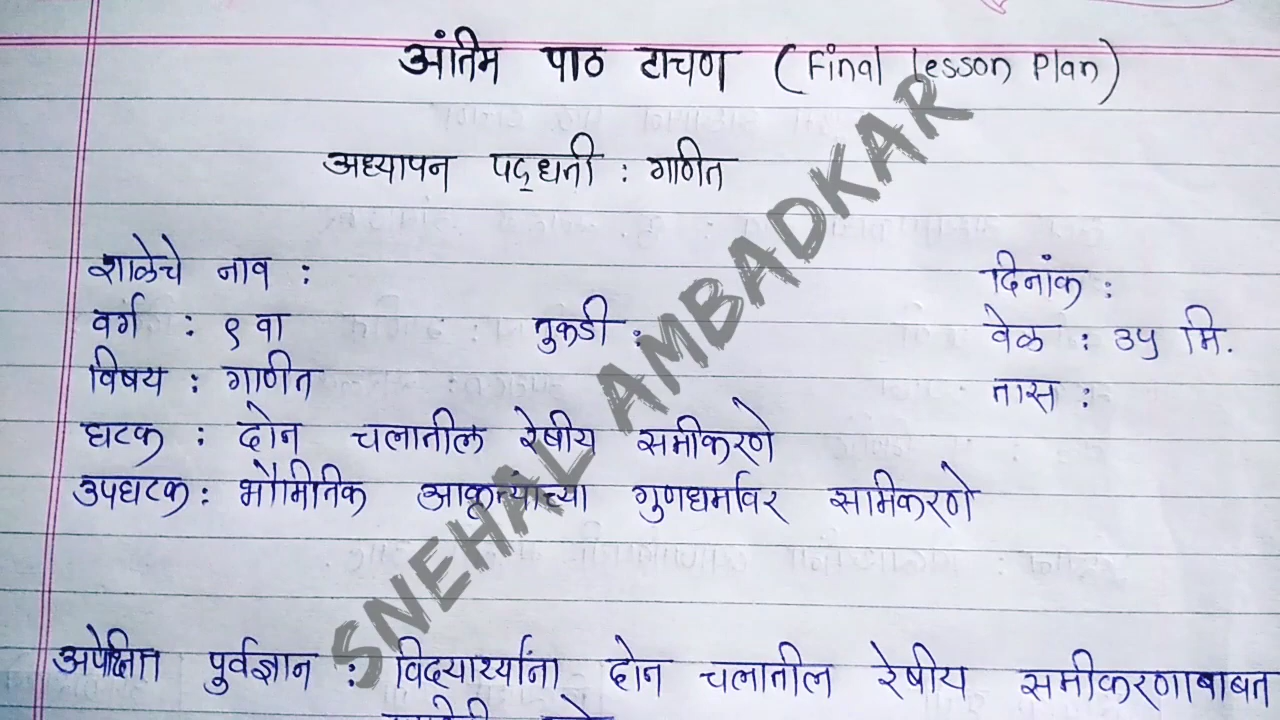 अंतिम पाठ टाचण (Final Lesson Plan)
अध्यापन पद्धती : गणित
शाळेचे नाव :
दिनांक :
वर्ग : ९ वा तुकडी :
वेळ : ३५ मि.
विषय : गणित
तास :
घटक : दोन चलातील रेषीय समीकरणे
उपघटक : भौमितिक आकृत्यांच्या गुणधर्मावर समिकरणे
अपेक्षित पुर्वज्ञान : विद्यार्थ्यांना दोन चलातील रेषीय समीकरणाबाबत
SNEHAL AMBADKAR